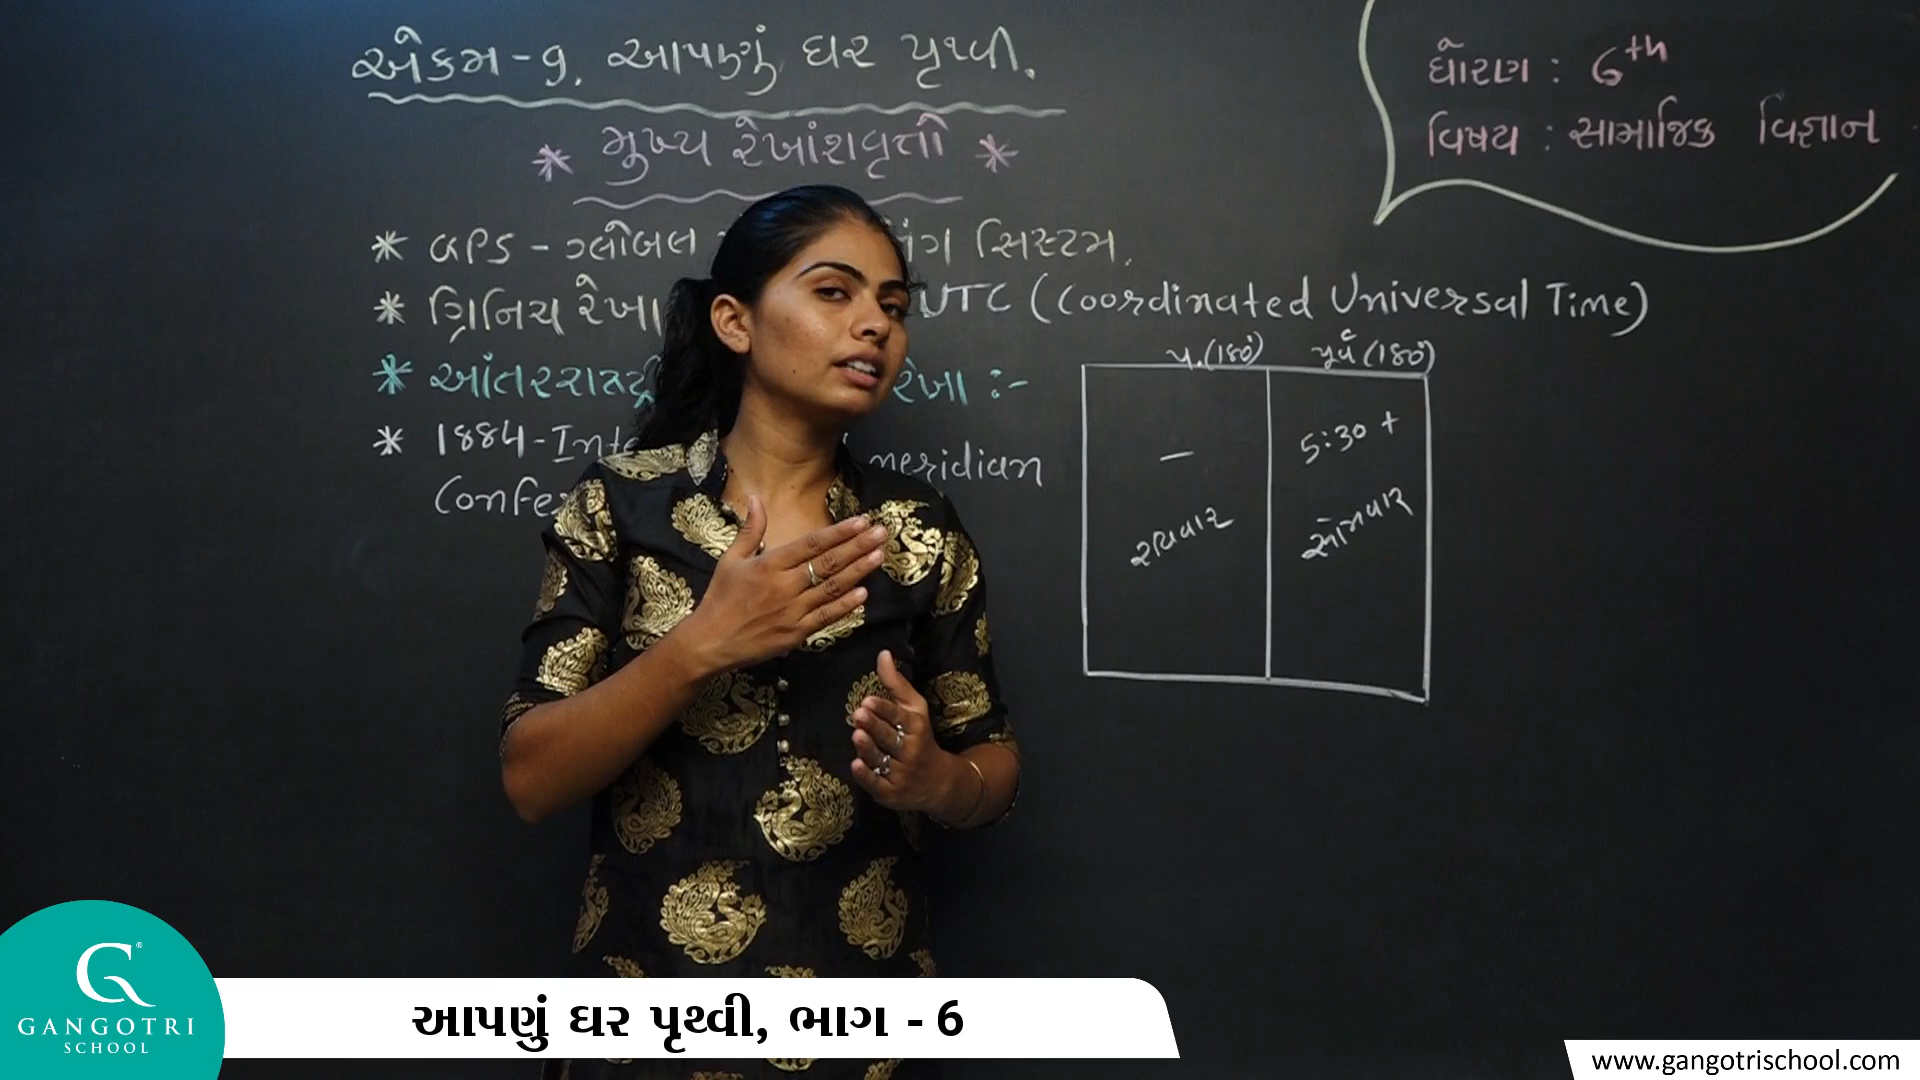 એકમ - 9. આપણું ઘર પૃથ્વી.
* મુખ્ય રેખાંશવૃત્તો *
ધોરણ : 6th
વિષય : સામાજિક વિજ્ઞાન
* GPS - ગ્લોબલ સિસ્ટમ.
* ગ્રિનિચ રેખા UTC (Coordinated Universal Time)
* આંતરરાષ્ટ્રી રેખા :-
* 1884 - Inte meridian
Confe
પ.(180°) પૂર્વ (180°)
– 5:30 +
રવિવાર સોમવાર
GANGOTRI
SCHOOL
આપણું ઘર પૃથ્વી, ભાગ - 6
www.gangotrischool.com